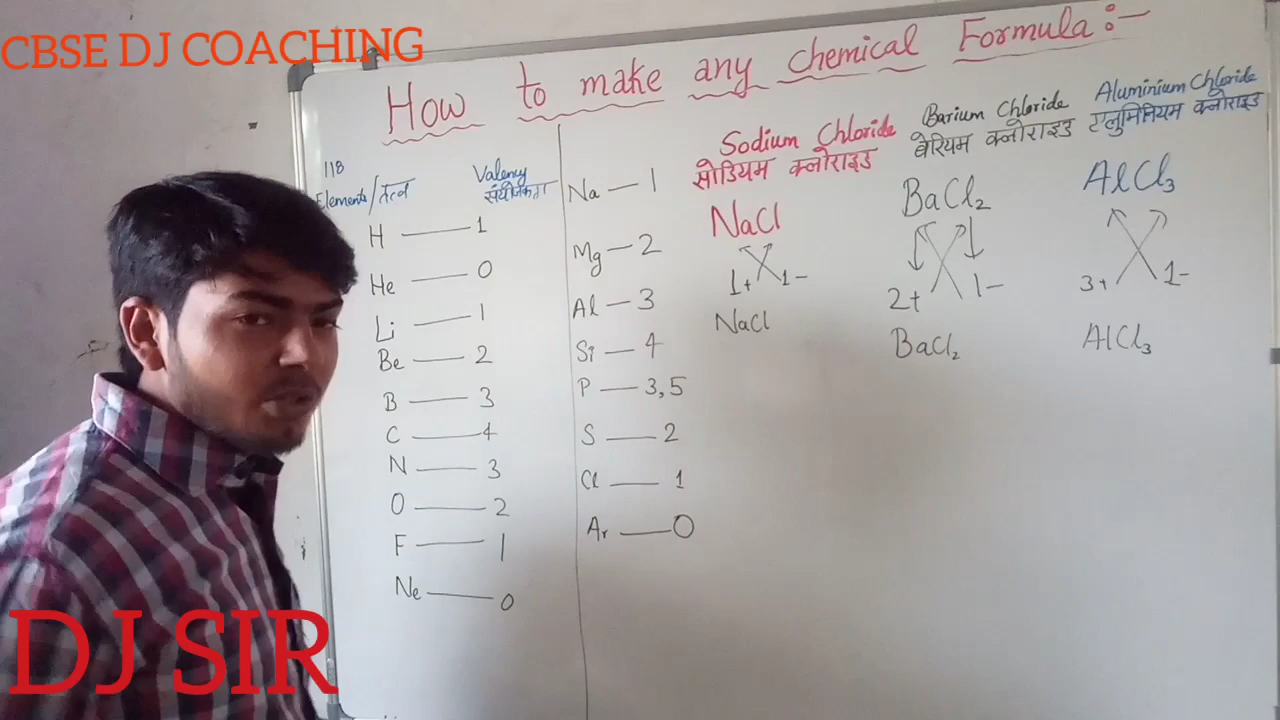 CBSE DJ COACHING
How to make any chemical Formula:-
118
Elements/तत्व Valency
संयोजकता
H — 1
He — 0
Li — 1
Be — 2
B — 3
C — 4
N — 3
O — 2
F — 1
Ne — 0
Na — 1
Mg — 2
Al — 3
Si — 4
P — 3,5
S — 2
Cl — 1
Ar — 0
Sodium Chloride
सोडियम क्लोराइड
NaCl
1+ 1-
NaCl
Barium Chloride
बेरियम क्लोराइड
BaCl₂
2+ 1-
BaCl₂
Aluminium Chloride
एलुमिनियम क्लोराइड
AlCl₃
3+ 1-
AlCl₃
DJ SIR